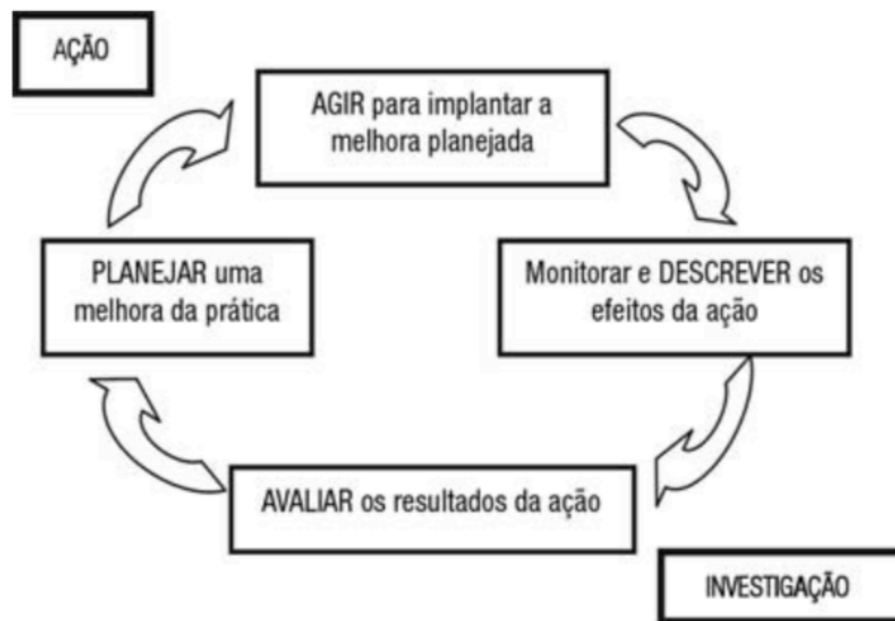 AÇÃO
AGIR para implantar a
melhora planejada
PLANEJAR uma
melhora da prática
Monitorar e DESCREVER os
efeitos da ação
AVALIAR os resultados da ação
INVESTIGAÇÃO